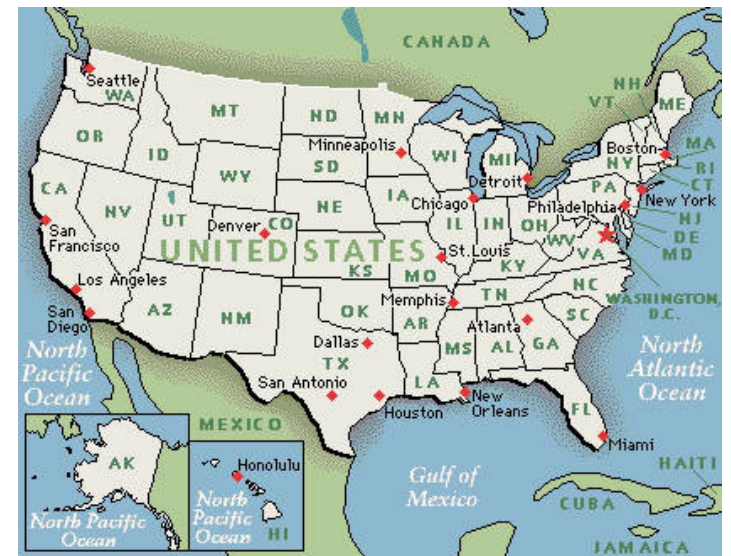 CANADA
NH
VT
ME
Seattle
WA
MT
ND
MN
OR
Minneapolis
WI
MI
Boston
MA
ID
SD
NY
RI
WY
Detroit
CT
CA
IA
Chicago
PA
New York
NV
UT
NE
Philadelphia
NJ
Denver
CO
IL
IN
OH
DE
San
Francisco
WV
VA
MD
UNITED STATES
St.Louis
KS
MO
KY
Los Angeles
NC
WASHINGTON,
D.C.
TN
Memphis
San
Diego
AZ
NM
OK
AR
Atlanta
SC
North
Pacific
Ocean
Dallas
TX
MS
AL
GA
North
Atlantic
Ocean
San Antonio
LA
Houston
New
Orleans
FL
MEXICO
Miami
AK
Honolulu
Gulf of
Mexico
HAITI
North Pacific
Ocean
North
Pacific
Ocean
HI
CUBA
JAMAICA